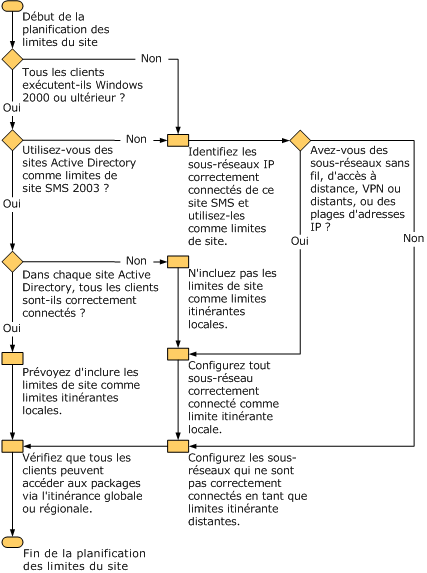 Début de la
planification des
limites du site
Non
Tous les clients
exécutent-ils Windows
2000 ou ultérieur ?
Oui
Utilisez-vous des
sites Active Directory
comme limites de
site SMS 2003 ?
Non
Identifiez les
sous-réseaux IP
correctement
connectés de ce
site SMS et
utilisez-les
comme limites
de site.
Avez-vous des
sous-réseaux sans
fil, d'accès à
distance, VPN ou
distants, ou des
plages d'adresses
IP ?
Oui
Oui
Non
Non
Dans chaque site Active
Directory, tous les clients
sont-ils correctement
connectés ?
N'incluez pas les
limites de site
comme limites
itinérantes
locales.
Oui
Prévoyez d'inclure les
limites de site comme
limites itinérantes
locales.
Configurez tout
sous-réseau
correctement
connecté comme
limite itinérante
locale.
Vérifiez que tous les
clients peuvent
accéder aux packages
via l'itinérance globale
ou régionale.
Configurez les sous-
réseaux qui ne sont
pas correctement
connectés en tant que
limites itinérante
distantes.
Fin de la planification
des limites du site